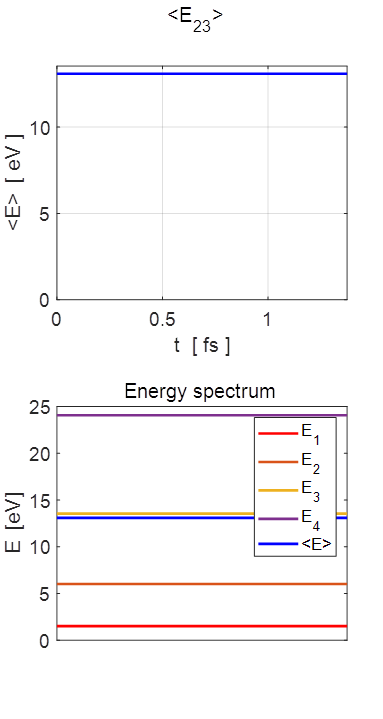 <E23>
<E> [ eV ]
10
5
0
0
0.5
1
t [ fs ]
Energy spectrum
E [eV]
25
20
15
10
5
0
E1
E2
E3
E4
<E>